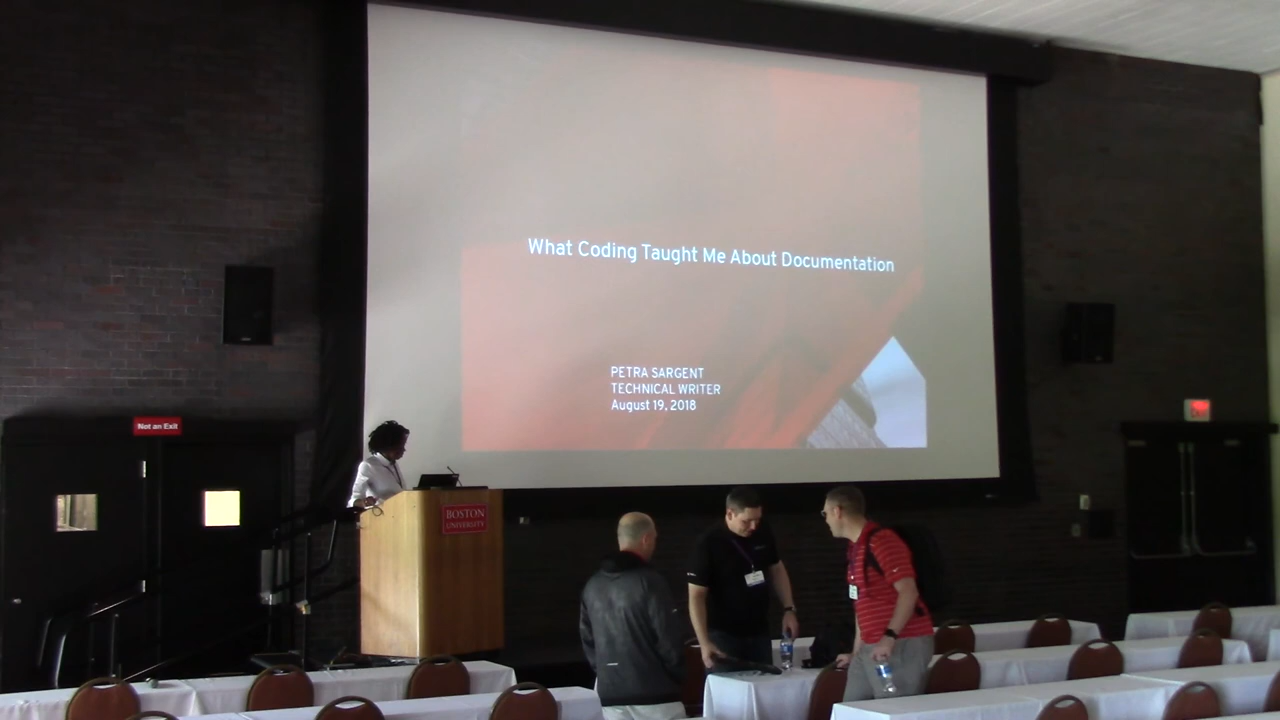 What Coding Taught Me About Documentation
PETRA SARGENT
TECHNICAL WRITER
August 19, 2018
Not an Exit
BOSTON
UNIVERSITY